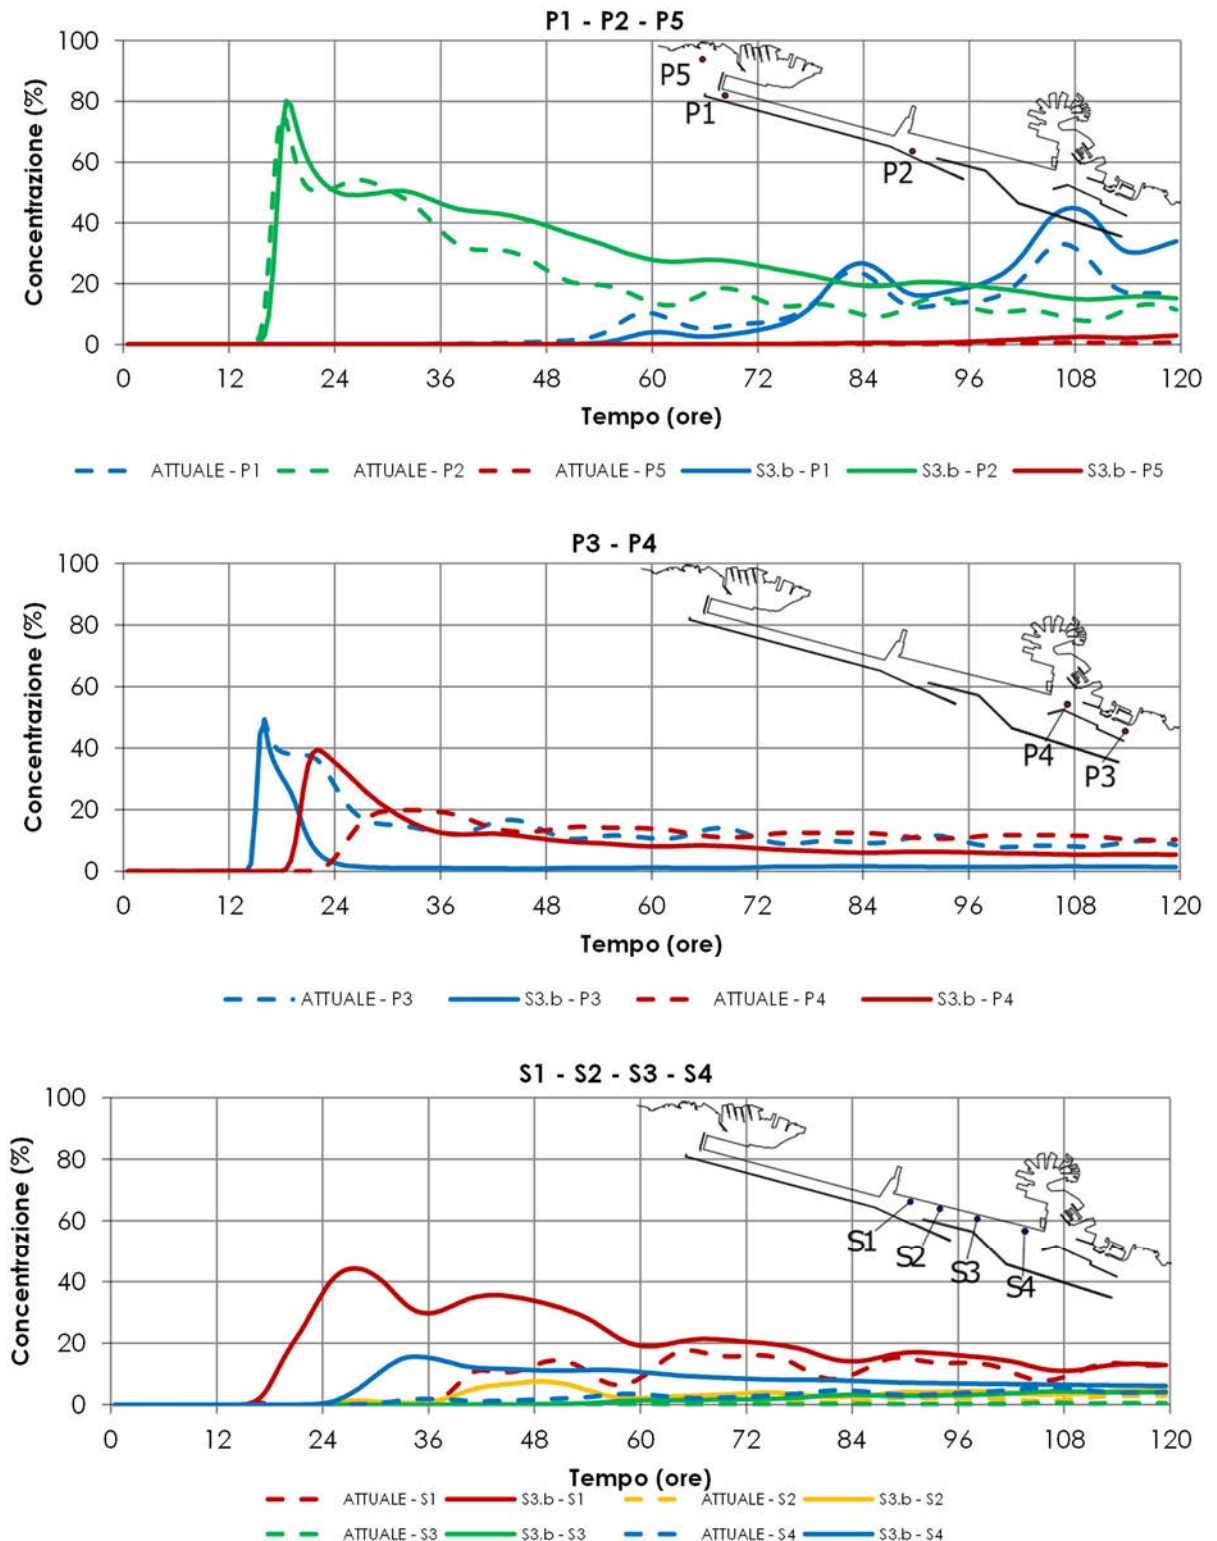 P1 - P2 - P5
Concentrazione (%)
100
80
60
40
20
0
P5
P1
P2
0 12 24 36 48 60 72 84 96 108 120
Tempo (ore)
ATTUALE - P1 ATTUALE - P2 ATTUALE - P5 S3.b - P1 S3.b - P2 S3.b - P5
P3 - P4
Concentrazione (%)
100
80
60
40
20
0
P4
P3
0 12 24 36 48 60 72 84 96 108 120
Tempo (ore)
ATTUALE - P3 S3.b - P3 ATTUALE - P4 S3.b - P4
S1 - S2 - S3 - S4
Concentrazione (%)
100
80
60
40
20
0
S1
S2
S3
S4
0 12 24 36 48 60 72 84 96 108 120
Tempo (ore)
ATTUALE - S1 S3.b - S1 ATTUALE - S2 S3.b - S2
ATTUALE - S3 S3.b - S3 ATTUALE - S4 S3.b - S4